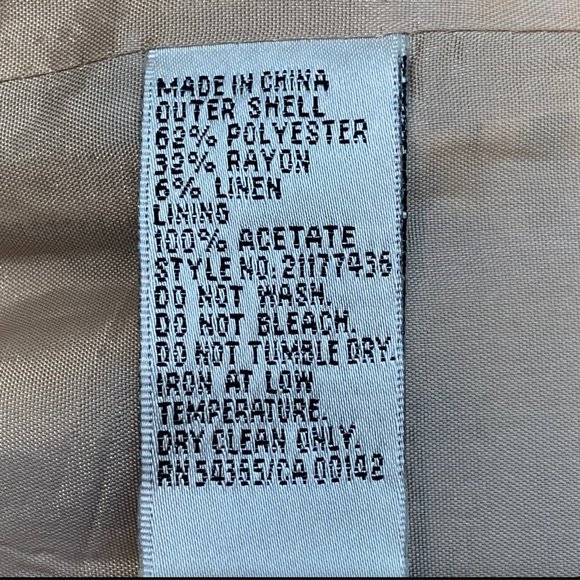 MADE IN CHINA
OUTER SHELL
62% POLYESTER
32% RAYON
6% LINEN
LINING
100% ACETATE
STYLE NO: 21177436
DO NOT WASH.
DO NOT BLEACH.
DO NOT TUMBLE DRY.
IRON AT LOW
TEMPERATURE.
DRY CLEAN ONLY.
RN 54365/CA 00142